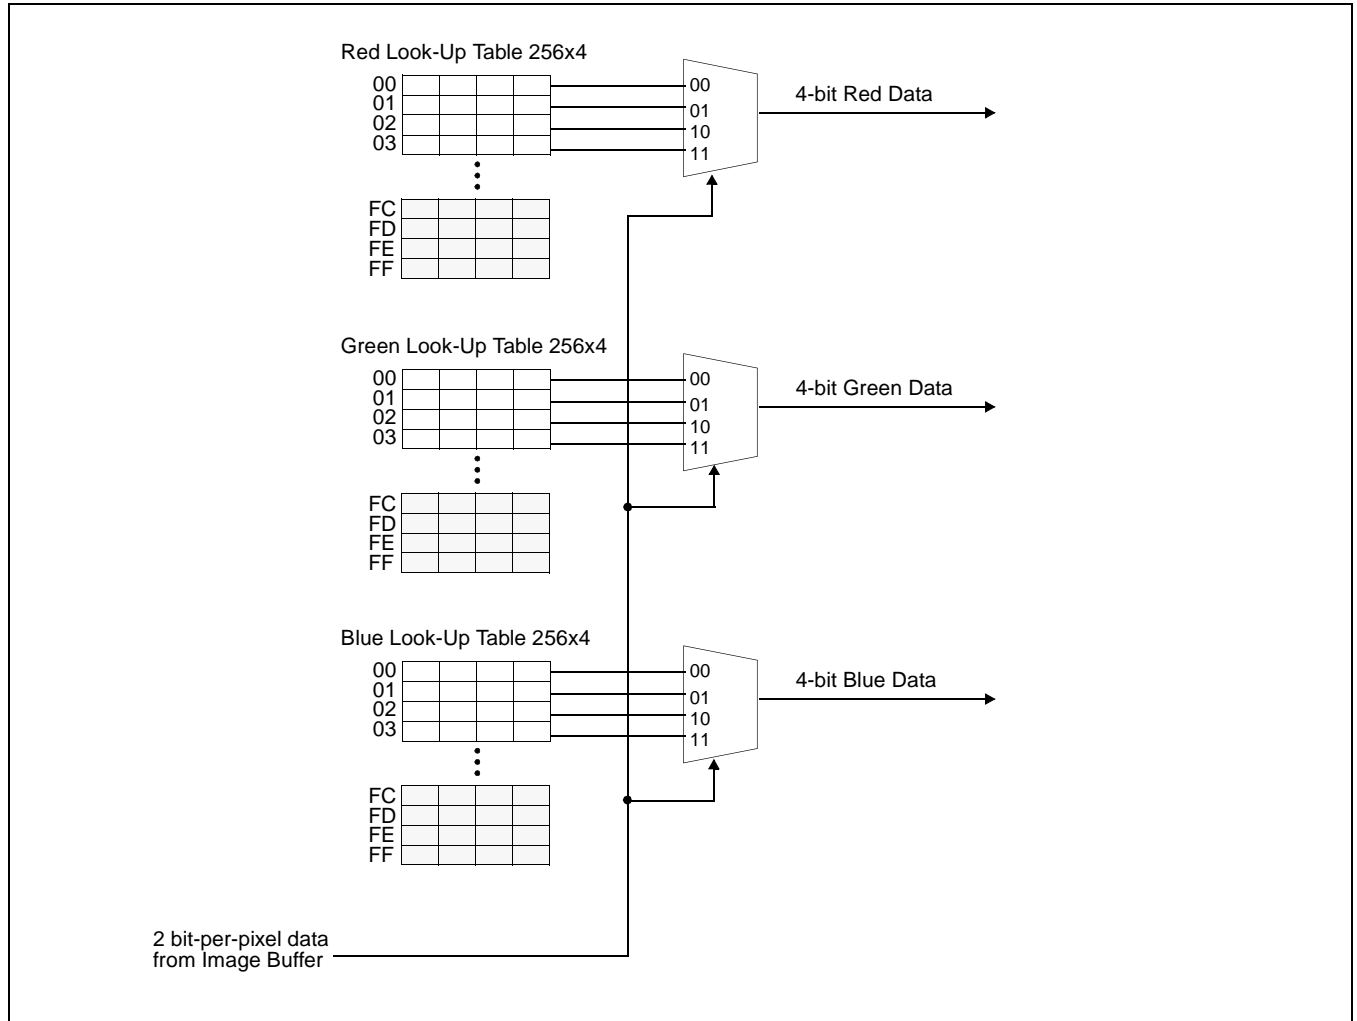 Red Look-Up Table 256x4
00
01
02
03
00
01
10
11
4-bit Red Data
FC
FD
FE
FF
Green Look-Up Table 256x4
00
01
02
03
00
01
10
11
4-bit Green Data
FC
FD
FE
FF
Blue Look-Up Table 256x4
00
01
02
03
00
01
10
11
4-bit Blue Data
FC
FD
FE
FF
2 bit-per-pixel data
from Image Buffer